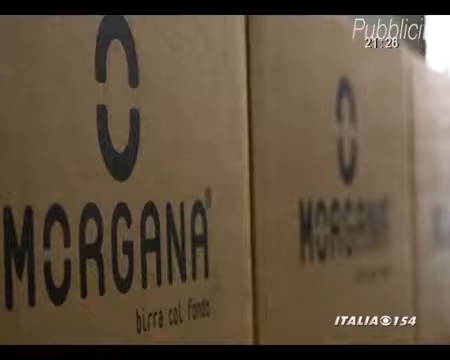 Pubblici
21:26
MORGANA
birra col fondo
MORGANA
ITALIA 154